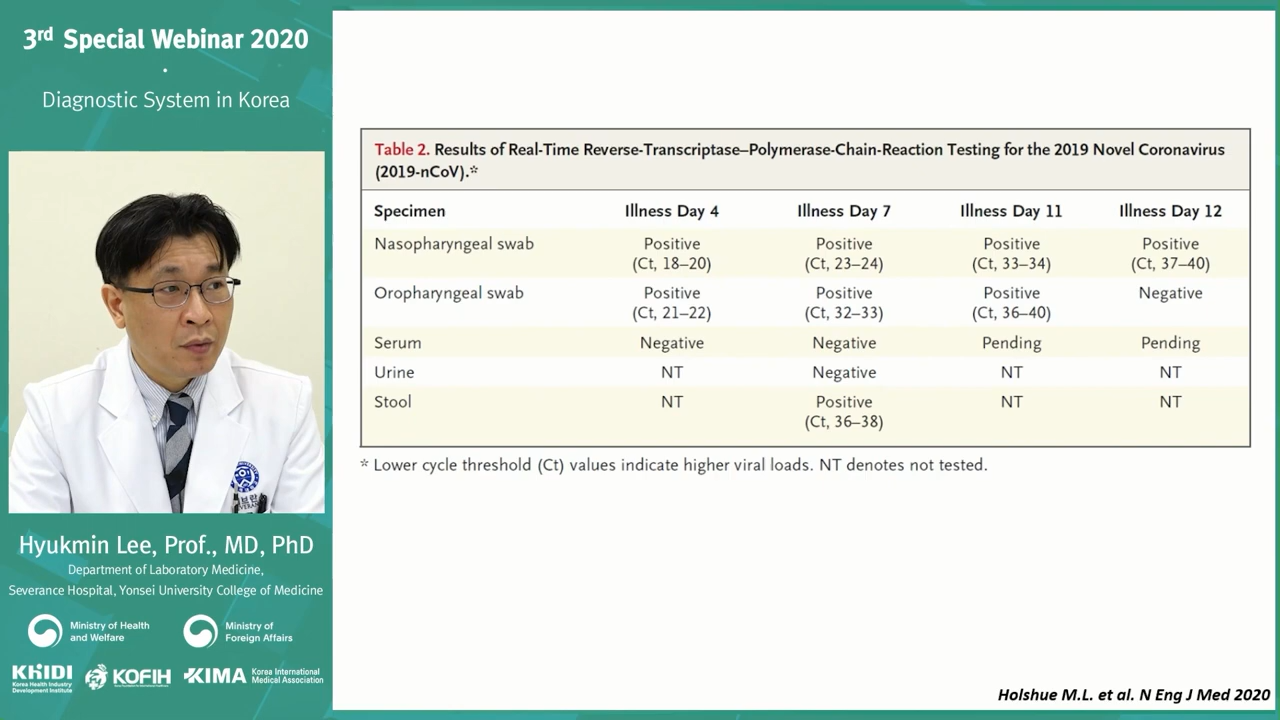 3rd Special Webinar 2020
Diagnostic System in Korea
Hyukmin Lee, Prof., MD, PhD
Department of Laboratory Medicine,
Severance Hospital, Yonsei University College of Medicine
Ministry of Health
and Welfare
Ministry of
Foreign Affairs
KHIDI
Korea Health Industry
Development Institute
KOFIH
KIMA
Korea International
Medical Association
Table 2. Results of Real-Time Reverse-Transcriptase–Polymerase-Chain-Reaction Testing for the 2019 Novel Coronavirus
(2019-nCoV).*
Specimen Illness Day 4 Illness Day 7 Illness Day 11 Illness Day 12
Nasopharyngeal swab Positive Positive Positive Positive
(Ct, 18–20) (Ct, 23–24) (Ct, 33–34) (Ct, 37–40)
Oropharyngeal swab Positive Positive Positive Negative
(Ct, 21–22) (Ct, 32–33) (Ct, 36–40)
Serum Negative Negative Pending Pending
Urine NT Negative NT NT
Stool NT Positive NT NT
(Ct, 36–38)
* Lower cycle threshold (Ct) values indicate higher viral loads. NT denotes not tested.
Holshue M.L. et al. N Eng J Med 2020